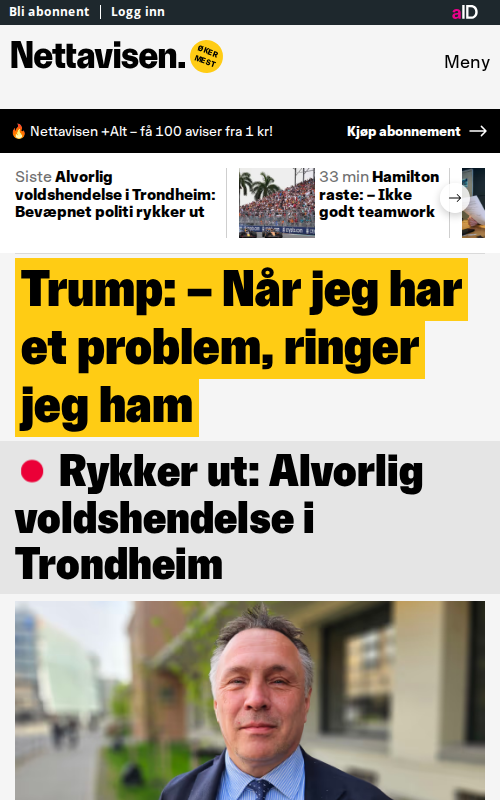 Bli abonnent
Logg inn
aID
Nettavisen.
ØKER
MEST
Meny
🔥 Nettavisen +Alt – få 100 aviser fra 1 kr!
Kjøp abonnement →
Siste Alvorlig
voldshendelse i Trondheim:
Bevæpnet politi rykker ut
33 min Hamilton
raste: – Ikke
godt teamwork
Trump: – Når jeg har
et problem, ringer
jeg ham
Rykker ut: Alvorlig
voldshendelse i
Trondheim